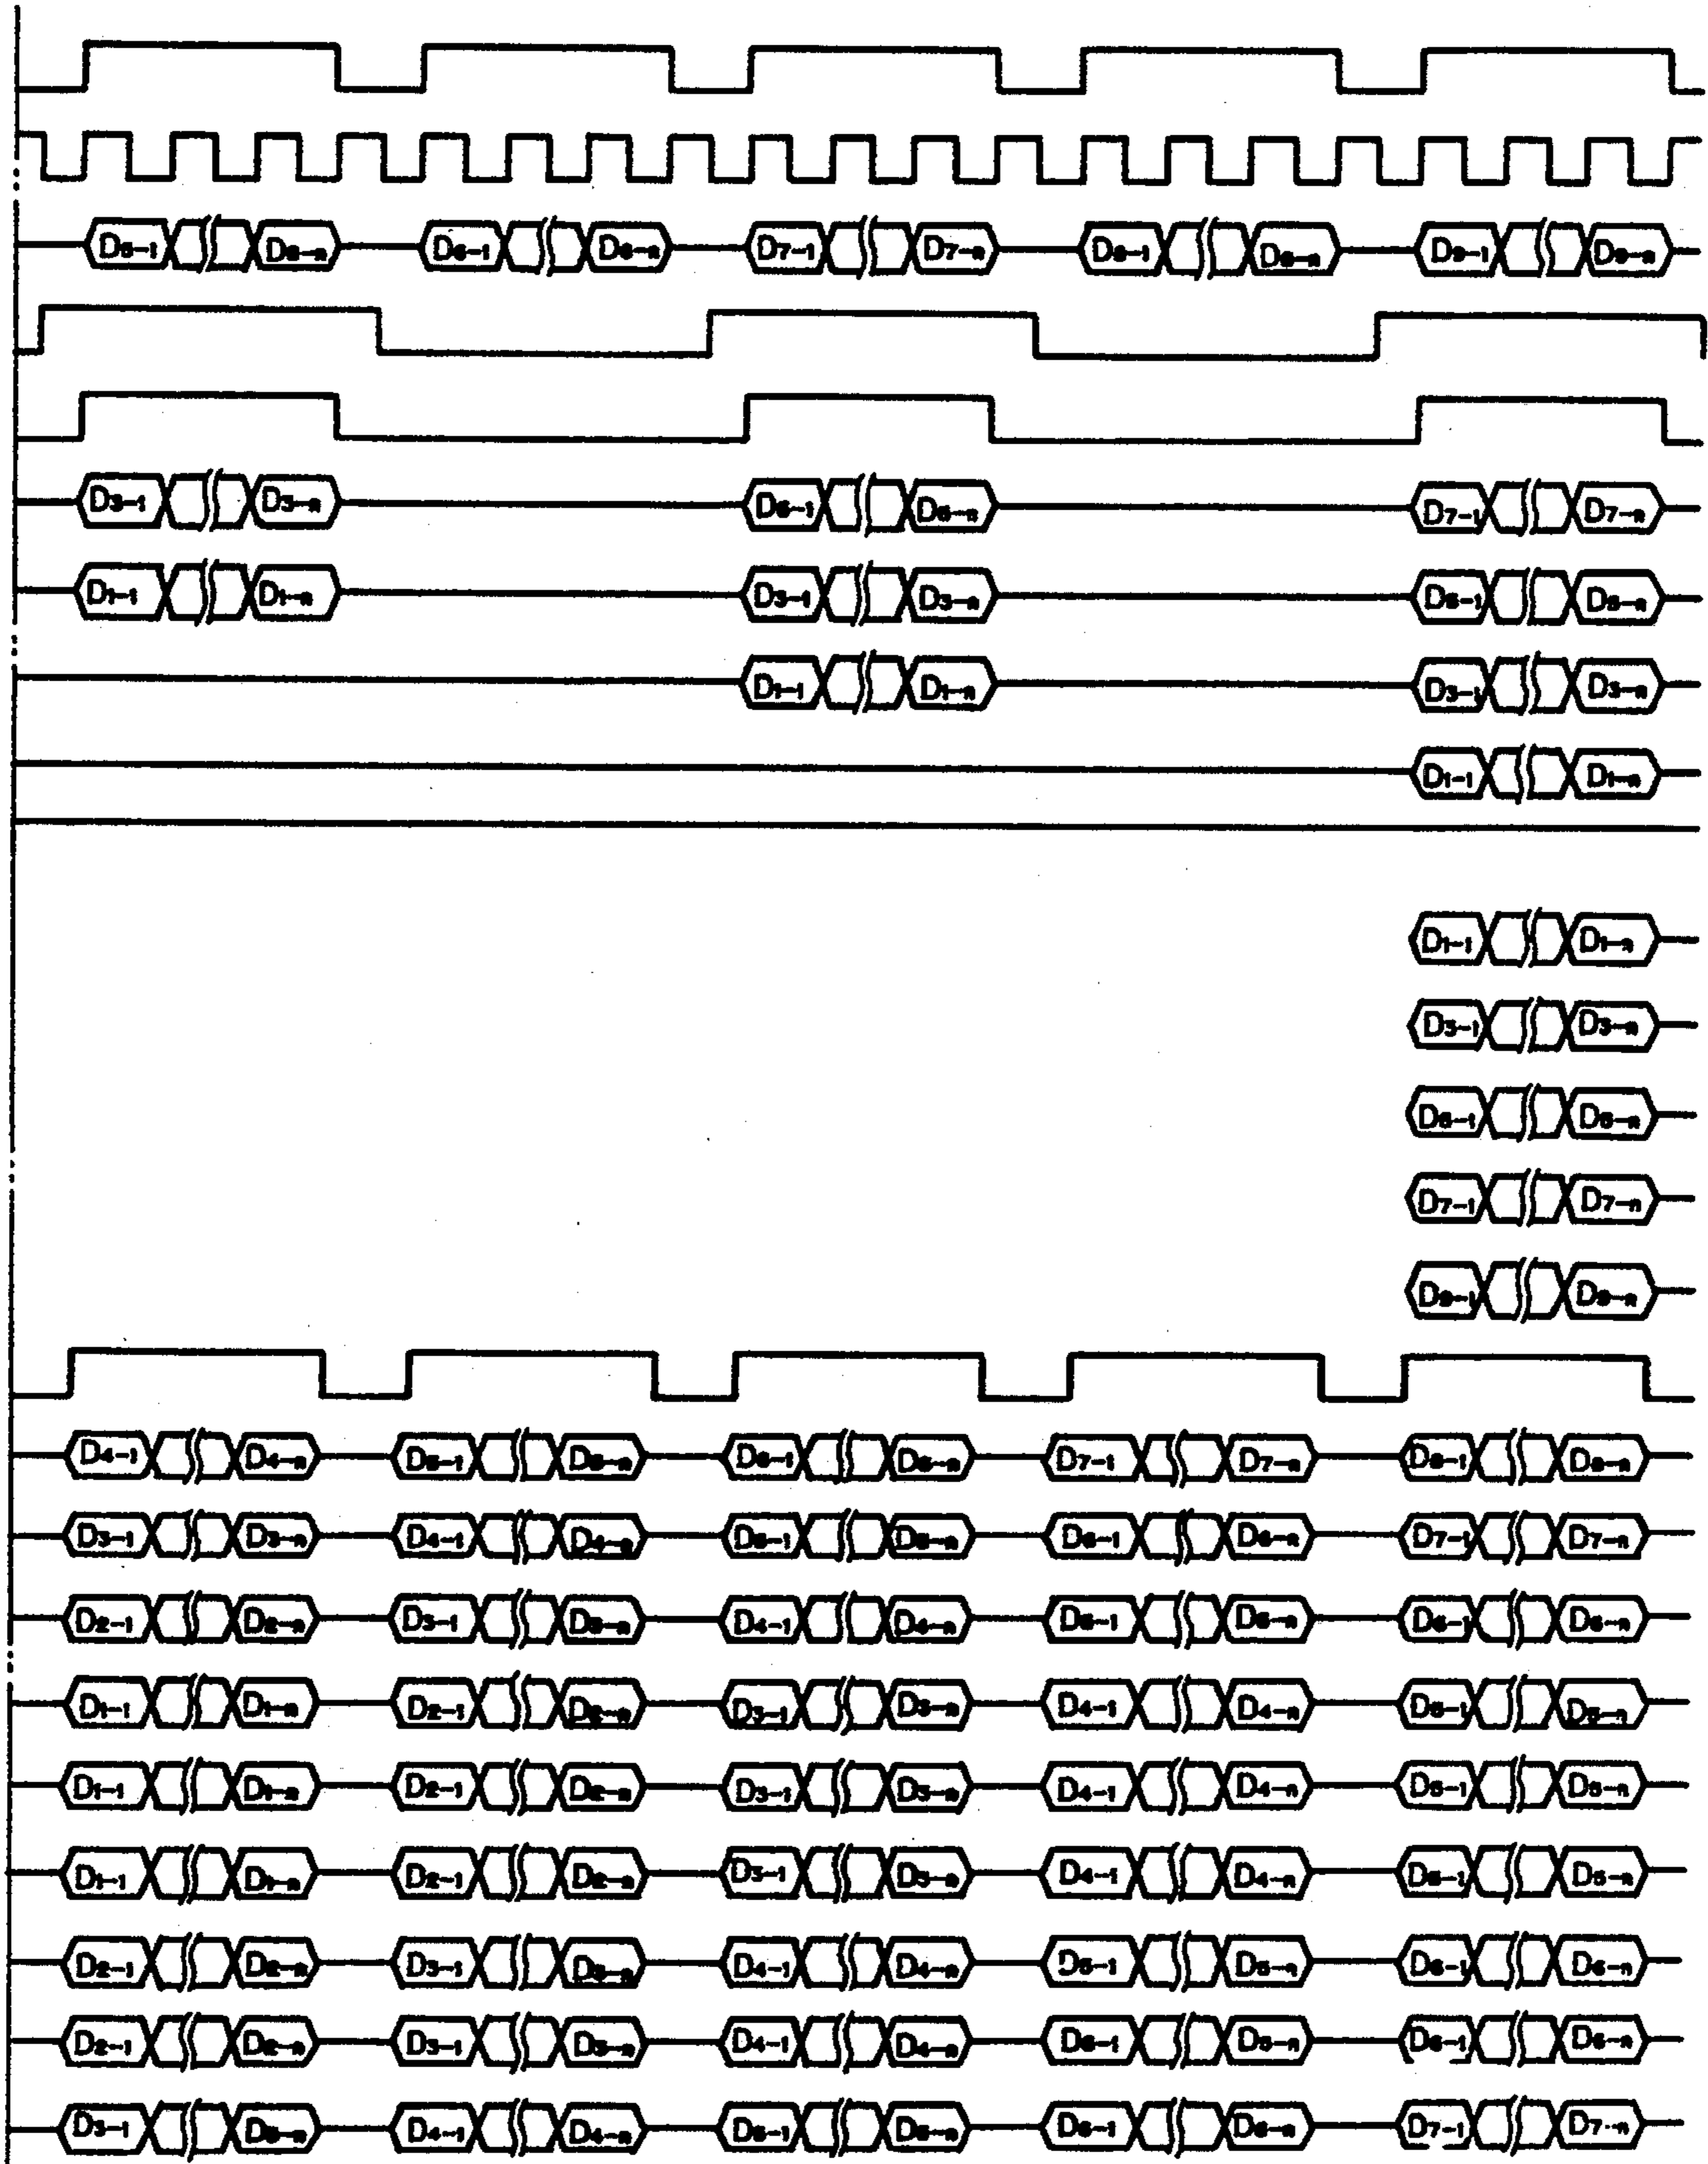 D5-1 D5-n D6-1 D6-n D7-1 D7-n D8-1 D8-n D9-1 D9-n
D3-1 D3-n D5-1 D5-n D7-1 D7-n
D1-1 D1-n D3-1 D3-n D5-1 D5-n
D1-1 D1-n D3-1 D3-n
D1-1 D1-n
D1-1 D1-n
D3-1 D3-n
D5-1 D5-n
D7-1 D7-n
D9-1 D9-n
D4-1 D4-n D5-1 D5-n D6-1 D6-n D7-1 D7-n D8-1 D8-n
D3-1 D3-n D4-1 D4-n D5-1 D5-n D6-1 D6-n D7-1 D7-n
D2-1 D2-n D3-1 D3-n D4-1 D4-n D5-1 D5-n D6-1 D6-n
D1-1 D1-n D2-1 D2-n D3-1 D3-n D4-1 D4-n D5-1 D5-n
D1-1 D1-n D2-1 D2-n D3-1 D3-n D4-1 D4-n D5-1 D5-n
D1-1 D1-n D2-1 D2-n D3-1 D3-n D4-1 D4-n D5-1 D5-n
D2-1 D2-n D3-1 D3-n D4-1 D4-n D5-1 D5-n D6-1 D6-n
D2-1 D2-n D3-1 D3-n D4-1 D4-n D5-1 D5-n D6-1 D6-n
D3-1 D3-n D4-1 D4-n D5-1 D5-n D6-1 D6-n D7-1 D7-n